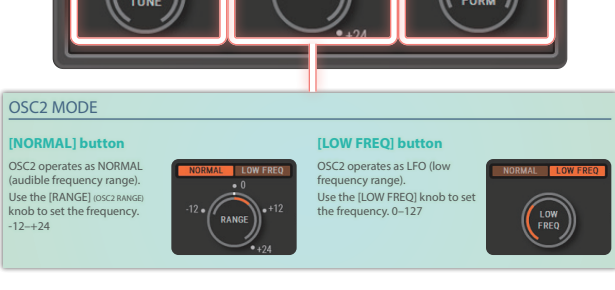 TUNE
FORM
+24
OSC2 MODE
[NORMAL] button
OSC2 operates as NORMAL
(audible frequency range).
Use the [RANGE] (OSC2 RANGE)
knob to set the frequency.
-12–+24
NORMAL LOW FREQ
0
-12
+12
RANGE
+24
[LOW FREQ] button
OSC2 operates as LFO (low
frequency range).
Use the [LOW FREQ] knob to set
the frequency. 0–127
NORMAL LOW FREQ
LOW
FREQ